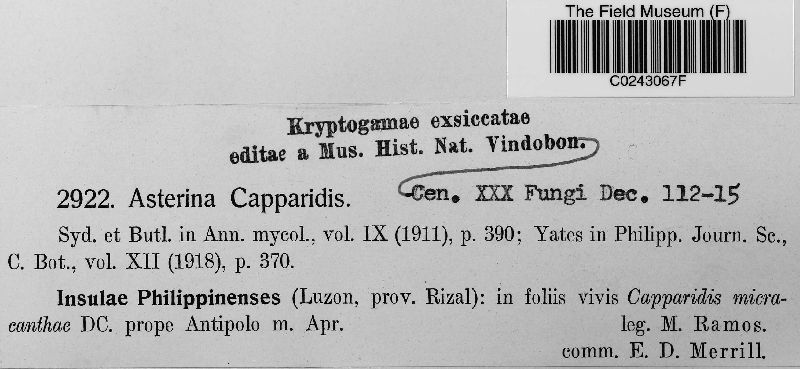 The Field Museum (F)
C0243067F
Kryptogamae exsiccatae
editae a Mus. Hist. Nat. Vindobon.
2922. Asterina Capparidis. Cen. XXX Fungi Dec. 112-15
Syd. et Butl. in Ann. mycol., vol. IX (1911), p. 390; Yates in Philipp. Journ. Sc.,
C. Bot., vol. XII (1918), p. 370.
Insulae Philippinenses (Luzon, prov. Rizal): in foliis vivis Capparidis micra-
canthae DC. prope Antipolo m. Apr. leg. M. Ramos.
comm. E. D. Merrill.